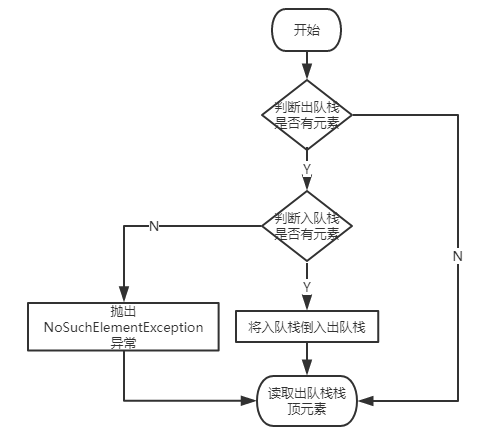 开始
判断出队栈
是否有元素
Y
判断入队栈
是否有元素
N
N
Y
抛出
NoSuchElementException
异常
将入队栈倒入出队栈
读取出队栈栈
顶元素